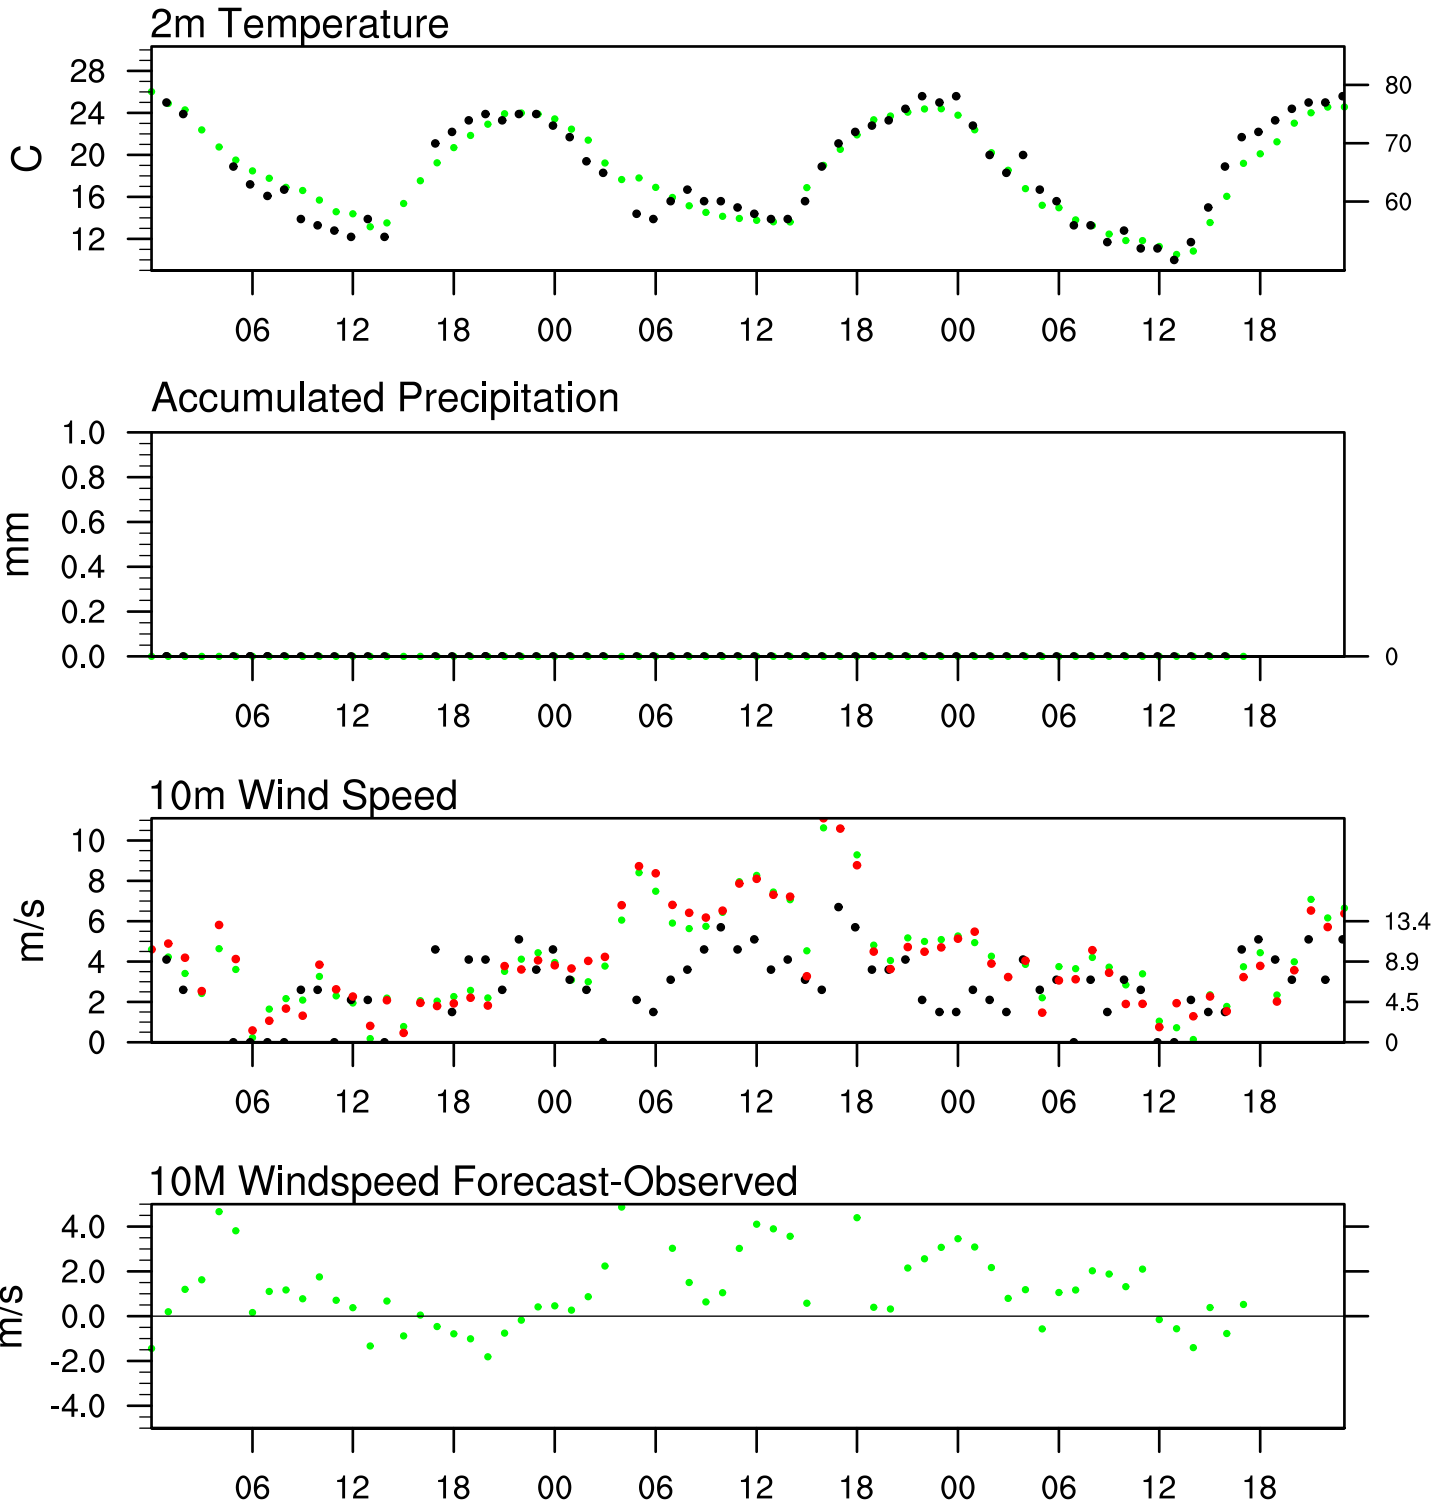 2m Temperature
28
24
20
16
12
C
80
70
60
06 12 18 00 06 12 18 00 06 12 18
Accumulated Precipitation
1.0
0.8
0.6
0.4
0.2
0.0
mm
0
06 12 18 00 06 12 18 00 06 12 18
10m Wind Speed
10
8
6
4
2
0
m/s
13.4
8.9
4.5
0
06 12 18 00 06 12 18 00 06 12 18
10M Windspeed Forecast-Observed
4.0
2.0
0.0
-2.0
-4.0
m/s
06 12 18 00 06 12 18 00 06 12 18